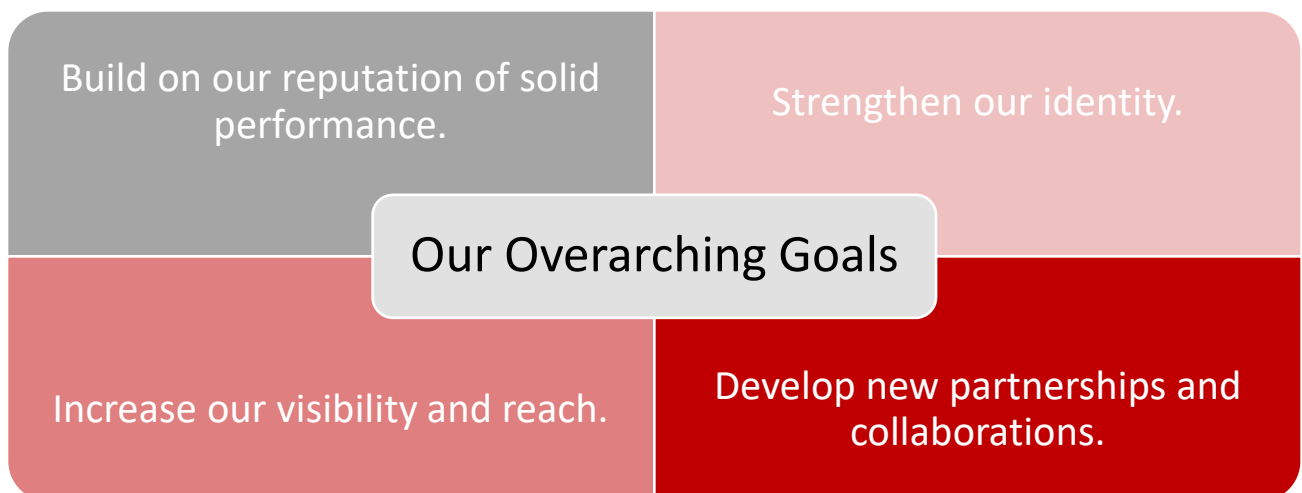 Build on our reputation of solid
performance.
Strengthen our identity.
Our Overarching Goals
Increase our visibility and reach.
Develop new partnerships and
collaborations.